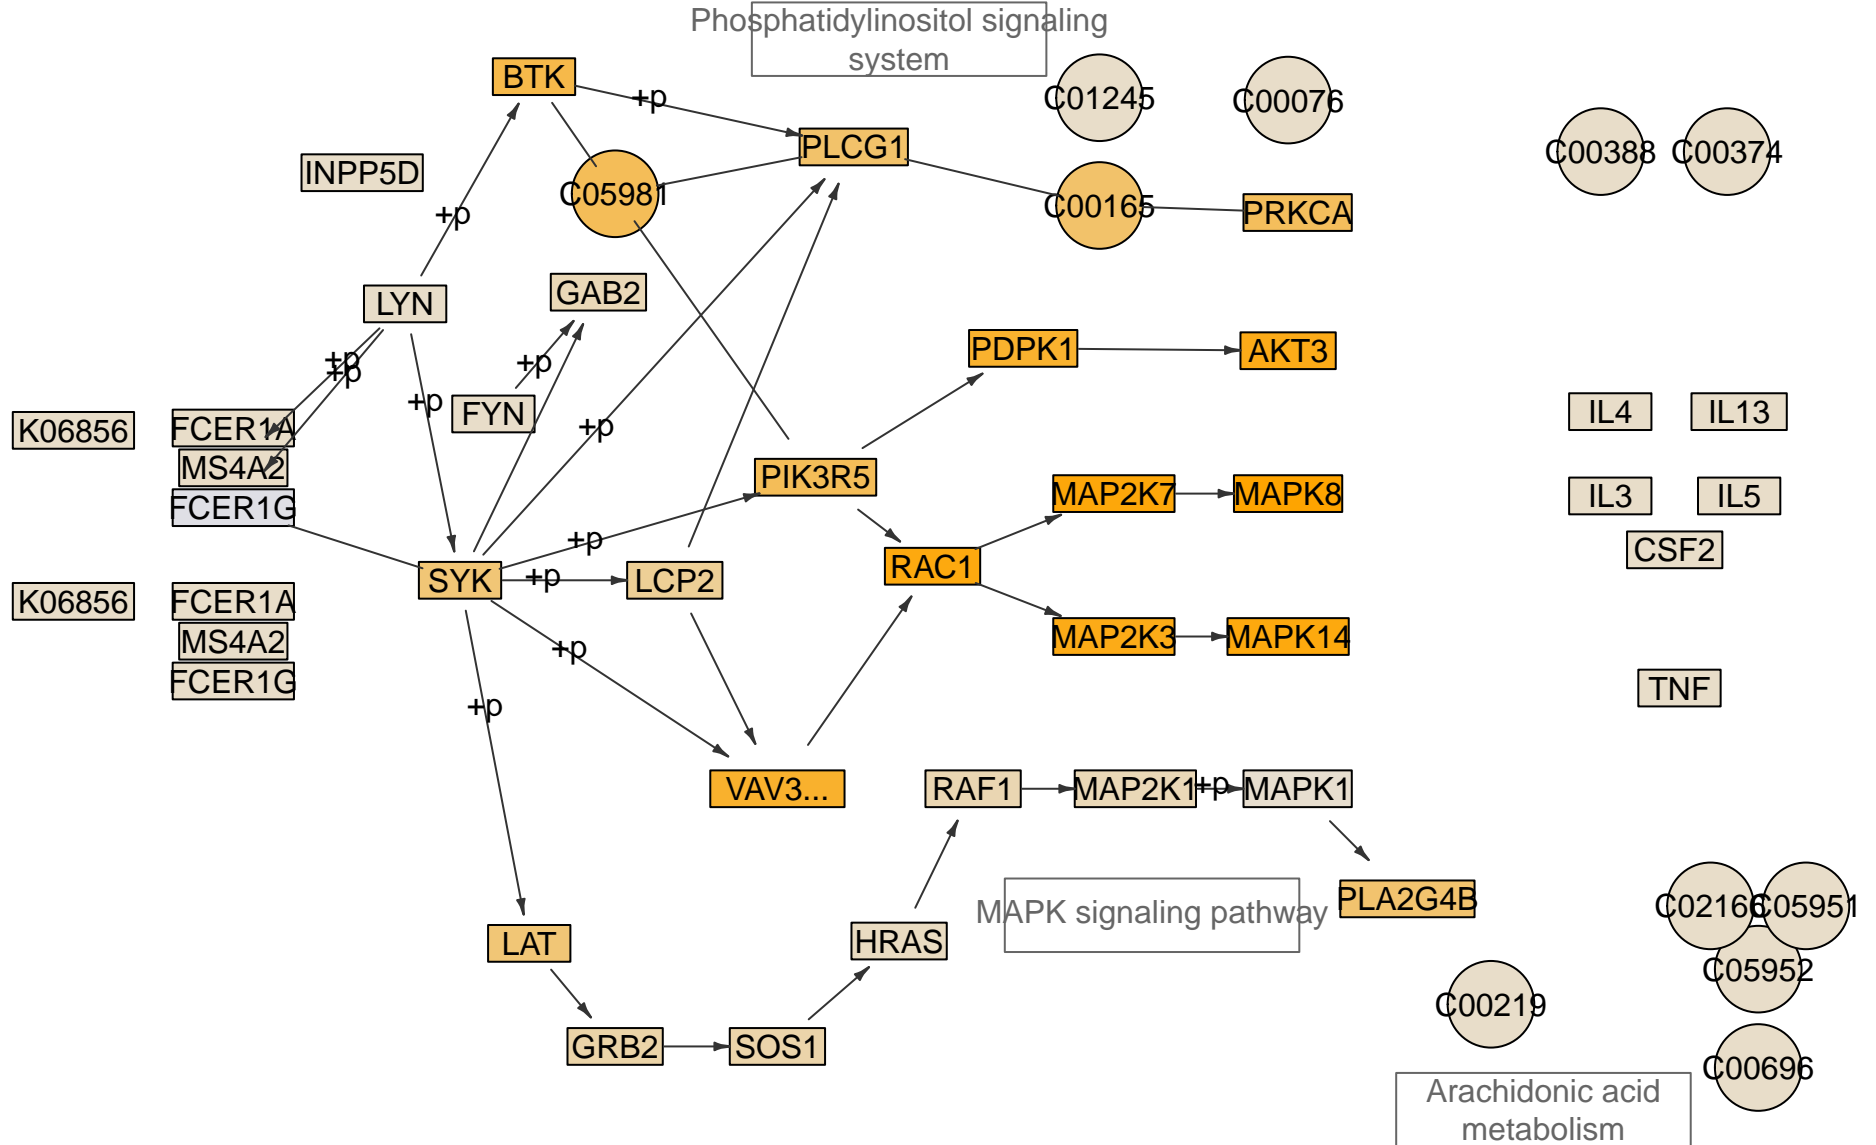 Phosphatidylinositol signaling
system
BTK
+p
C01245
C00076
PLCG1
C00388
C00374
INPP5D
C05981
C00165
PRKCA
+p
LYN
GAB2
+p
+p
+p
PDPK1
AKT3
+p
FYN
+p
K06856
FCER1A
IL4
IL13
MS4A2
PIK3R5
FCER1G
MAP2K7
MAPK8
IL3
IL5
+p
CSF2
SYK
+p
LCP2
RAC1
K06856
FCER1A
MS4A2
+p
MAP2K3
MAPK14
FCER1G
TNF
+p
VAV3...
RAF1
MAP2K1
+p
MAPK1
MAPK signaling pathway
PLA2G4B
C02166
C05951
LAT
HRAS
C05952
C00219
GRB2
SOS1
C00696
Arachidonic acid
metabolism